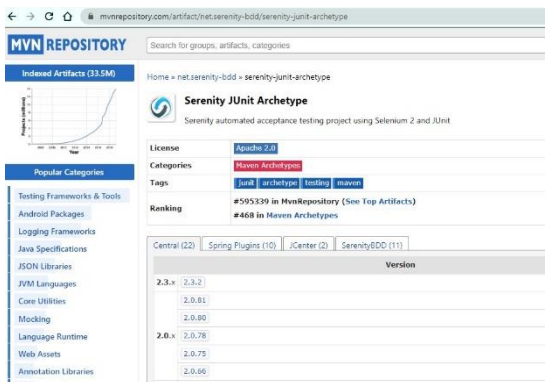 mvnrepository.com/artifact/net.serenity-bdd/serenity-junit-archetype
MVN REPOSITORY
Search for groups, artifacts, categories
Indexed Artifacts (33.5M)
Projects (millions)
Year
Popular Categories
Testing Frameworks & Tools
Android Packages
Logging Frameworks
Java Specifications
JSON Libraries
JVM Languages
Core Utilities
Mocking
Language Runtime
Web Assets
Annotation Libraries
Home » net.serenity-bdd » serenity-junit-archetype
Serenity JUnit Archetype
Serenity automated acceptance testing project using Selenium 2 and JUnit
License Apache 2.0
Categories Maven Archetypes
Tags junit archetype testing maven
Ranking #595339 in MvnRepository (See Top Artifacts)
#468 in Maven Archetypes
Central (22) Spring Plugins (10) JCenter (2) SerenityBDD (11)
Version
2.3.x 2.3.2
2.0.81
2.0.80
2.0.x 2.0.78
2.0.75
2.0.66